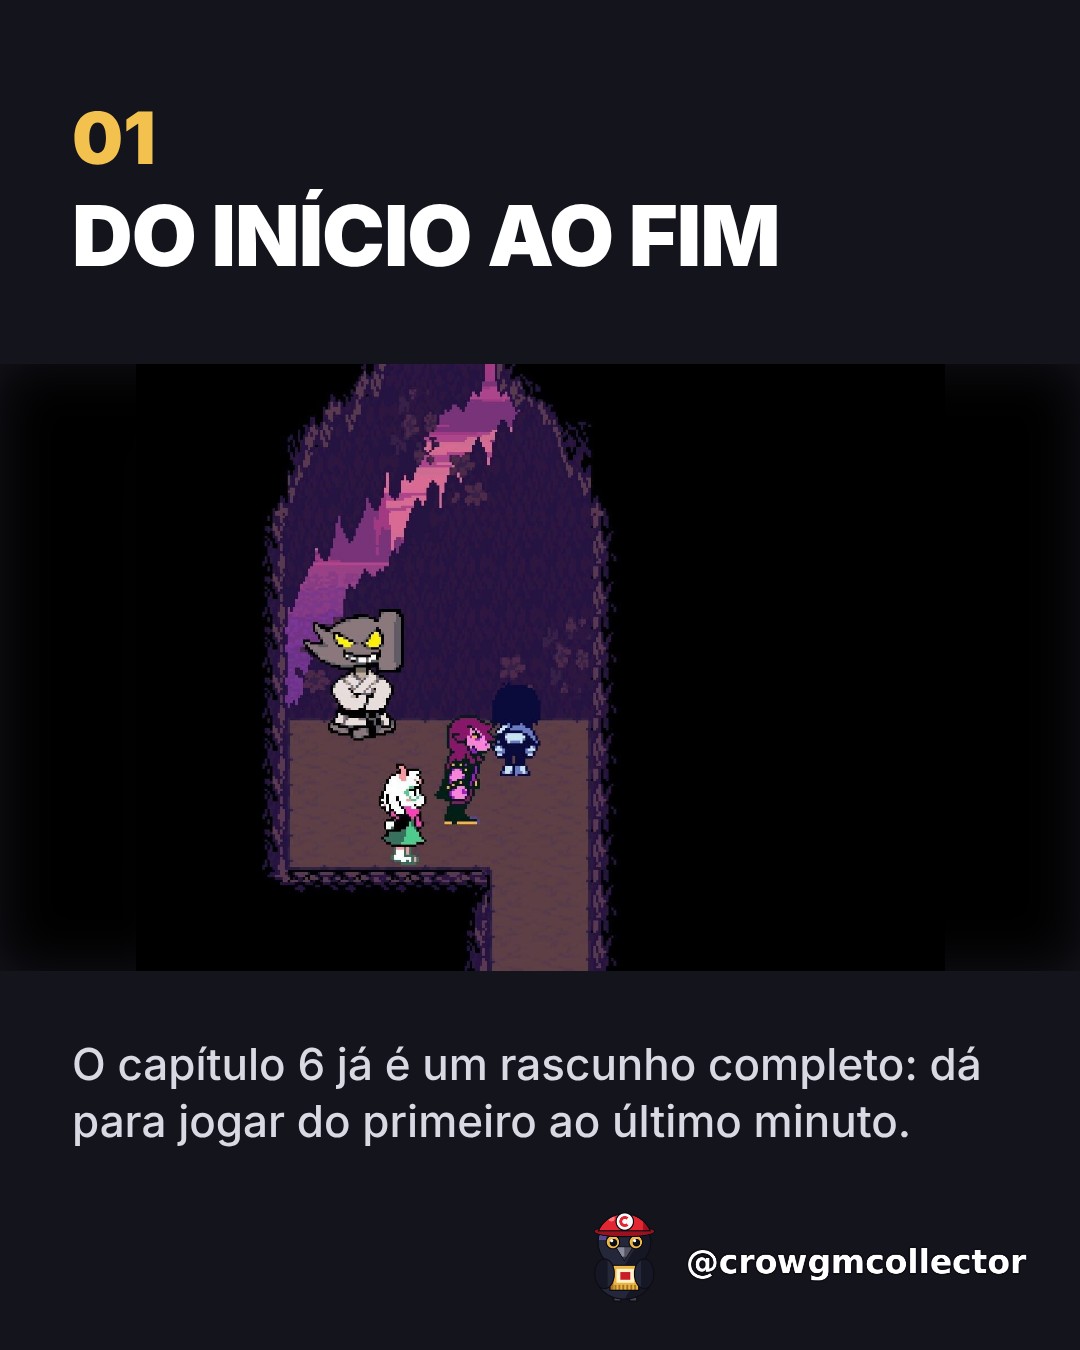 01
DO INÍCIO AO FIM
O capítulo 6 já é um rascunho completo: dá
para jogar do primeiro ao último minuto.
C
@crowgmcollector